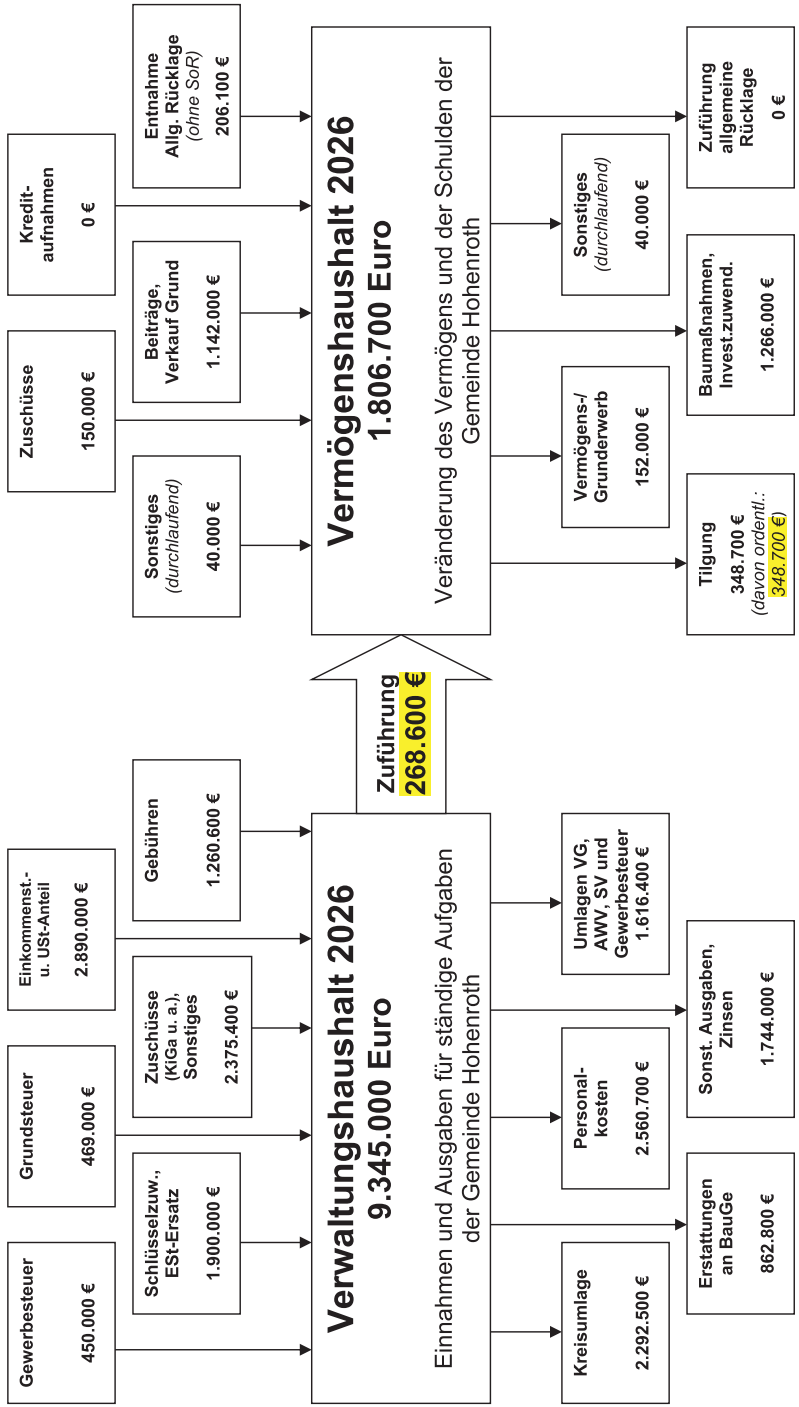 Gewerbesteuer
450.000 €
Grundsteuer
469.000 €
Einkommenst.-
u. USt-Anteil
2.890.000 €
Schlüsselzuw.,
ESt-Ersatz
1.900.000 €
Zuschüsse
(KiGa u. a.),
Sonstiges
2.375.400 €
Gebühren
1.260.600 €
Verwaltungshaushalt 2026
9.345.000 Euro
Einnahmen und Ausgaben für ständige Aufgaben
der Gemeinde Hohenroth
Kreisumlage
2.292.500 €
Personal-
kosten
2.560.700 €
Umlagen VG,
AWV, SV und
Gewerbesteuer
1.616.400 €
Erstattungen
an BauGe
862.800 €
Sonst. Ausgaben,
Zinsen
1.744.000 €
Zuführung
268.600 €
Zuschüsse
150.000 €
Kredit-
aufnahmen
0 €
Sonstiges
(durchlaufend)
40.000 €
Beiträge,
Verkauf Grund
1.142.000 €
Entnahme
Allg. Rücklage
(ohne SoR)
206.100 €
Vermögenshaushalt 2026
1.806.700 Euro
Veränderung des Vermögens und der Schulden der
Gemeinde Hohenroth
Vermögens-/
Grunderwerb
152.000 €
Sonstiges
(durchlaufend)
40.000 €
Tilgung
348.700 €
(davon ordentl.:
348.700 €)
Baumaßnahmen,
Invest.zuwend.
1.266.000 €
Zuführung
allgemeine
Rücklage
0 €